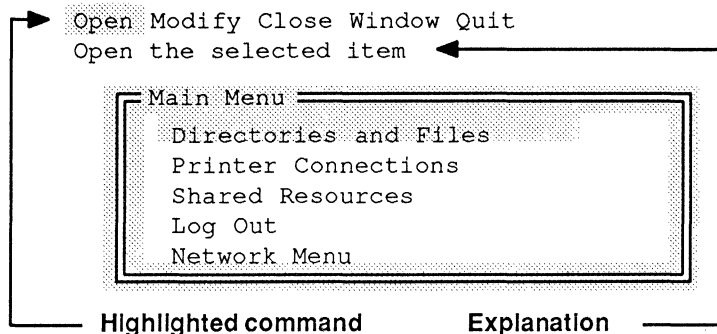 Open Modify Close Window Quit
Open the selected item
Main Menu
Directories and Files
Printer Connections
Shared Resources
Log Out
Network Menu
Highlighted command
Explanation